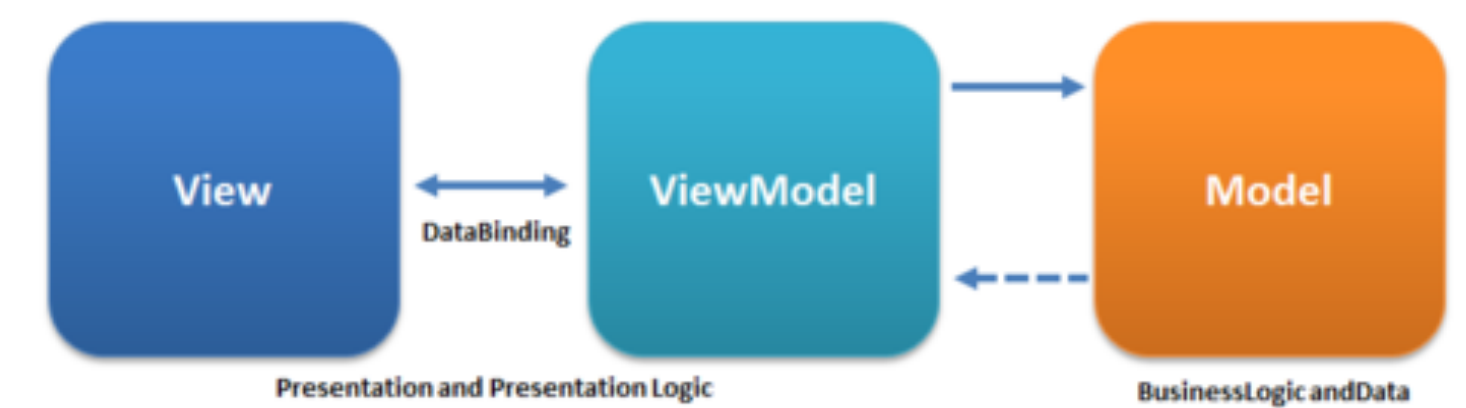 View
ViewModel
Model
DataBinding
Presentation and Presentation Logic
BusinessLogic andData